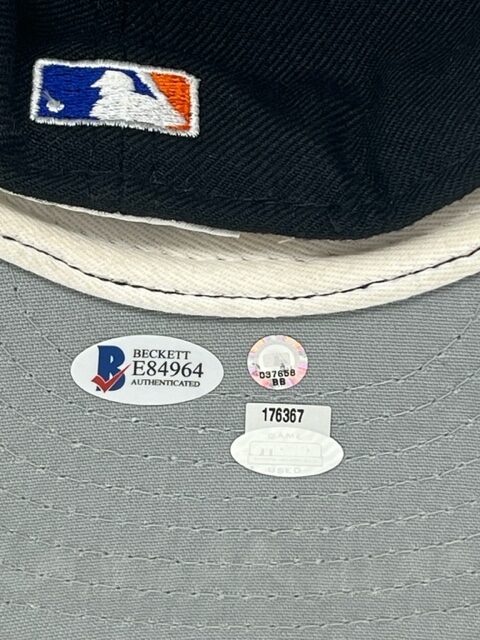 BECKETT
E84964
AUTHENTICATED
037658
BB
176367
GAME
USED